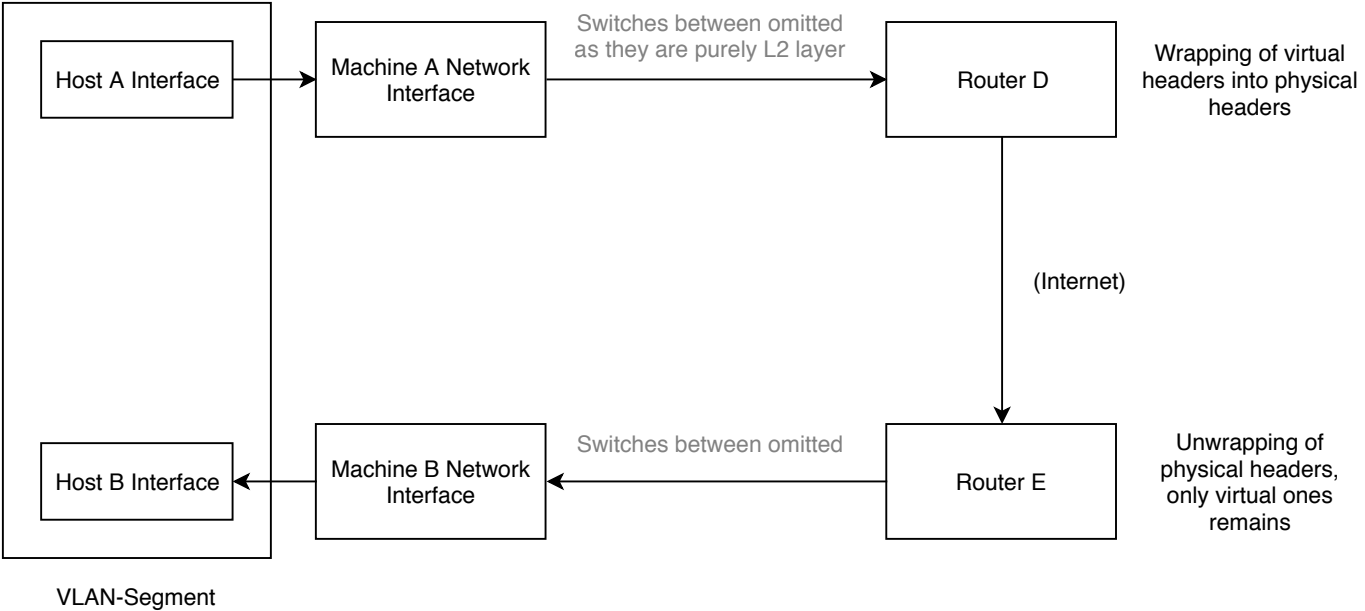 Host A Interface
Machine A Network
Interface
Switches between omitted
as they are purely L2 layer
Router D
Wrapping of virtual
headers into physical
headers
(Internet)
Host B Interface
Machine B Network
Interface
Switches between omitted
Router E
Unwrapping of
physical headers,
only virtual ones
remains
VLAN-Segment